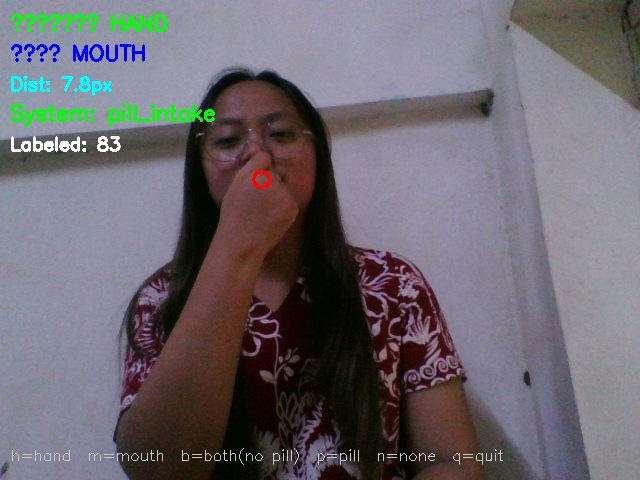 ??????? HAND
???? MOUTH
Dist: 7.8px
System: pill_intake
Labeled: 83
h=hand m=mouth b=both(no pill) p=pill n=none q=quit